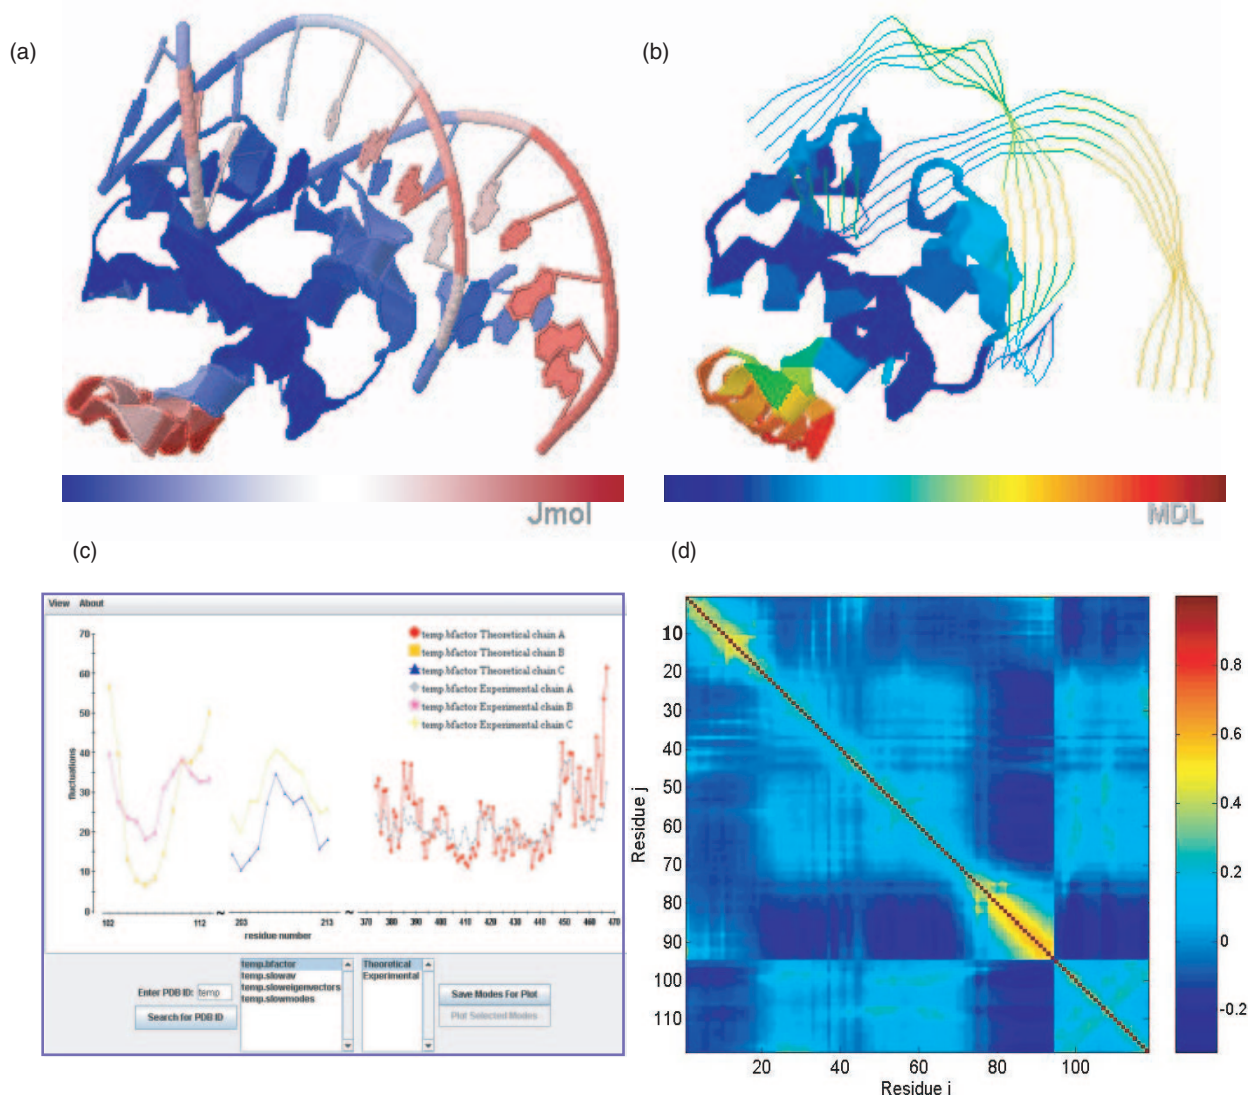 (a)
(b)
Jmol
MDL
(c)
(d)
View About
70
60
50
40
30
20
10
0
fluctuations
temp.bfactor Theoretical chain A
temp.bfactor Theoretical chain B
temp.bfactor Theoretical chain C
temp.bfactor Experimental chain A
temp.bfactor Experimental chain B
temp.bfactor Experimental chain C
102 112 ~ 203 213 ~ 370 380 390 400 410 420 430 440 450 460 470
residue number
Enter PDB ID: temp
Search for PDB ID
temp.bfactor
temp.slowav
temp.sloweigenvectors
temp.slowmodes
Theoretical
Experimental
Save Modes For Plot
Plot Selected Modes
10
20
30
40
50
60
70
80
90
100
110
Residue j
20 40 60 80 100
Residue i
0.8
0.6
0.4
0.2
0
-0.2